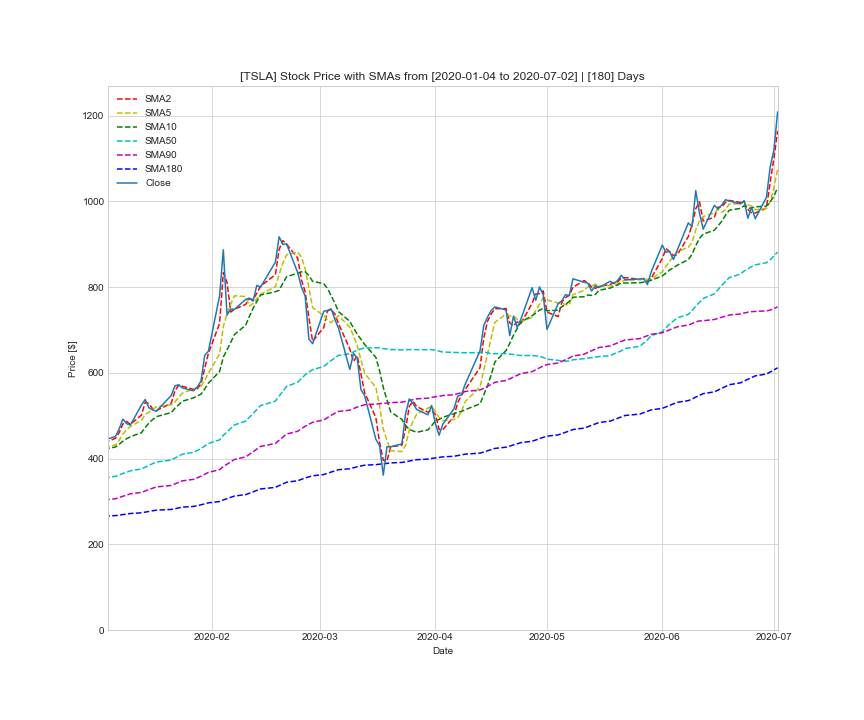 [TSLA] Stock Price with SMAs from [2020-01-04 to 2020-07-02] | [180] Days
SMA2
SMA5
SMA10
SMA50
SMA90
SMA180
Close
1200
1000
800
600
400
200
0
Price [$]
2020-02 2020-03 2020-04 2020-05 2020-06 2020-07
Date